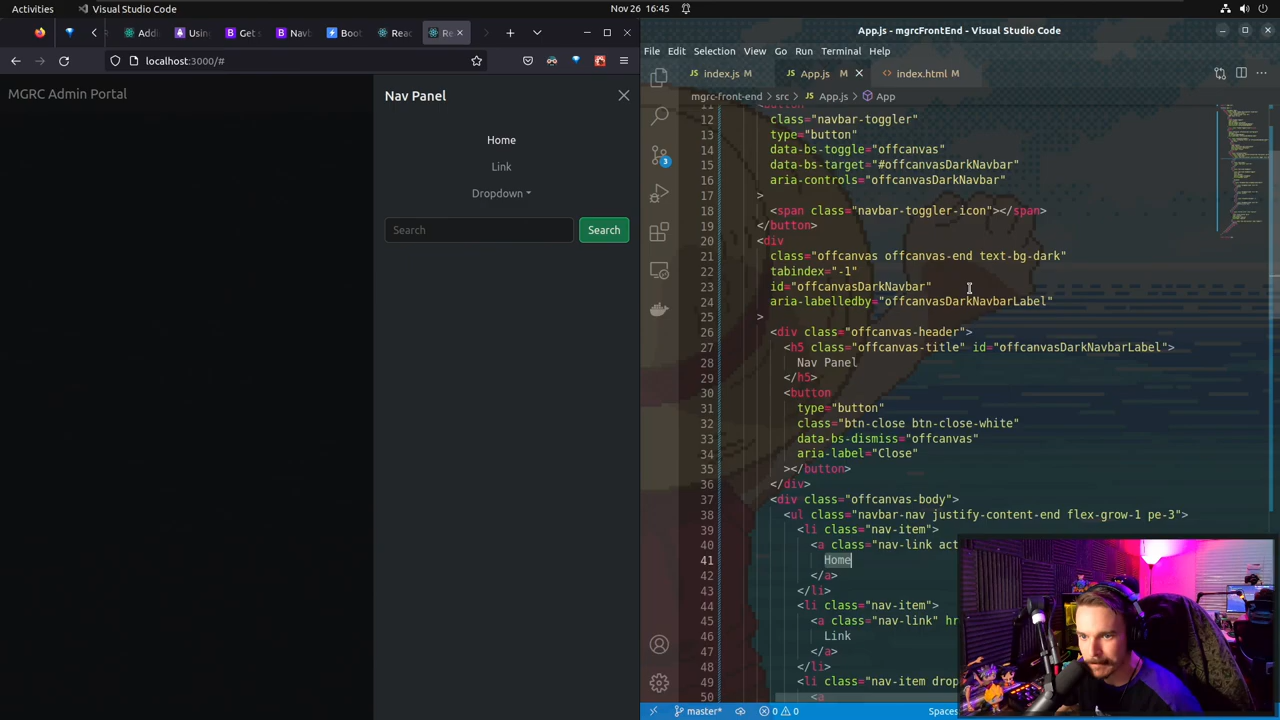 Activities
Visual Studio Code
Nov 26 16:45
Addi
Using
Get s
Navb
Boot
Reac
Re
localhost:3000/#
MGRC Admin Portal
Nav Panel
Home
Link
Dropdown
Search
Search
App.js - mgrcFrontEnd - Visual Studio Code
File Edit Selection View Go Run Terminal Help
index.js M
App.js M
index.html M
mgrc-front-end > src > App.js > App
12 class="navbar-toggler"
13 type="button"
14 data-bs-toggle="offcanvas"
15 data-bs-target="#offcanvasDarkNavbar"
16 aria-controls="offcanvasDarkNavbar"
17 >
18 <span class="navbar-toggler-icon"></span>
19 </button>
20 <div
21 class="offcanvas offcanvas-end text-bg-dark"
22 tabindex="-1"
23 id="offcanvasDarkNavbar"
24 aria-labelledby="offcanvasDarkNavbarLabel"
25 >
26 <div class="offcanvas-header">
27 <h5 class="offcanvas-title" id="offcanvasDarkNavbarLabel">
28 Nav Panel
29 </h5>
30 <button
31 type="button"
32 class="btn-close btn-close-white"
33 data-bs-dismiss="offcanvas"
34 aria-label="Close"
35 ></button>
36 </div>
37 <div class="offcanvas-body">
38 <ul class="navbar-nav justify-content-end flex-grow-1 pe-3">
39 <li class="nav-item">
40 <a class="nav-link act
41 Home
42 </a>
43 </li>
44 <li class="nav-item">
45 <a class="nav-link" hr
46 Link
47 </a>
48 </li>
49 <li class="nav-item drop
50 <a
3
master*
0 0
Spaces